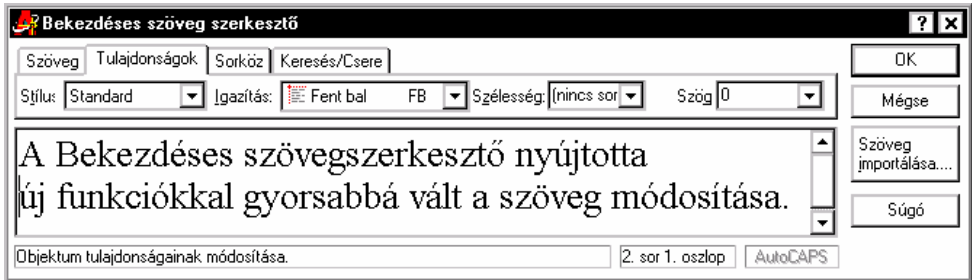 Bekezdéses szöveg szerkesztő
Szöveg Tulajdonságok Sorköz Keresés/Csere
Stílus Standard Igazítás: Fent bal FB Szélesség: (nincs sor Szög 0
OK
Mégse
Szöveg
importálása....
Súgó
A Bekezdéses szövegszerkesztő nyújtotta
új funkciókkal gyorsabbá vált a szöveg módosítása.
Objektum tulajdonságainak módosítása. 2. sor 1. oszlop AutoCAPS